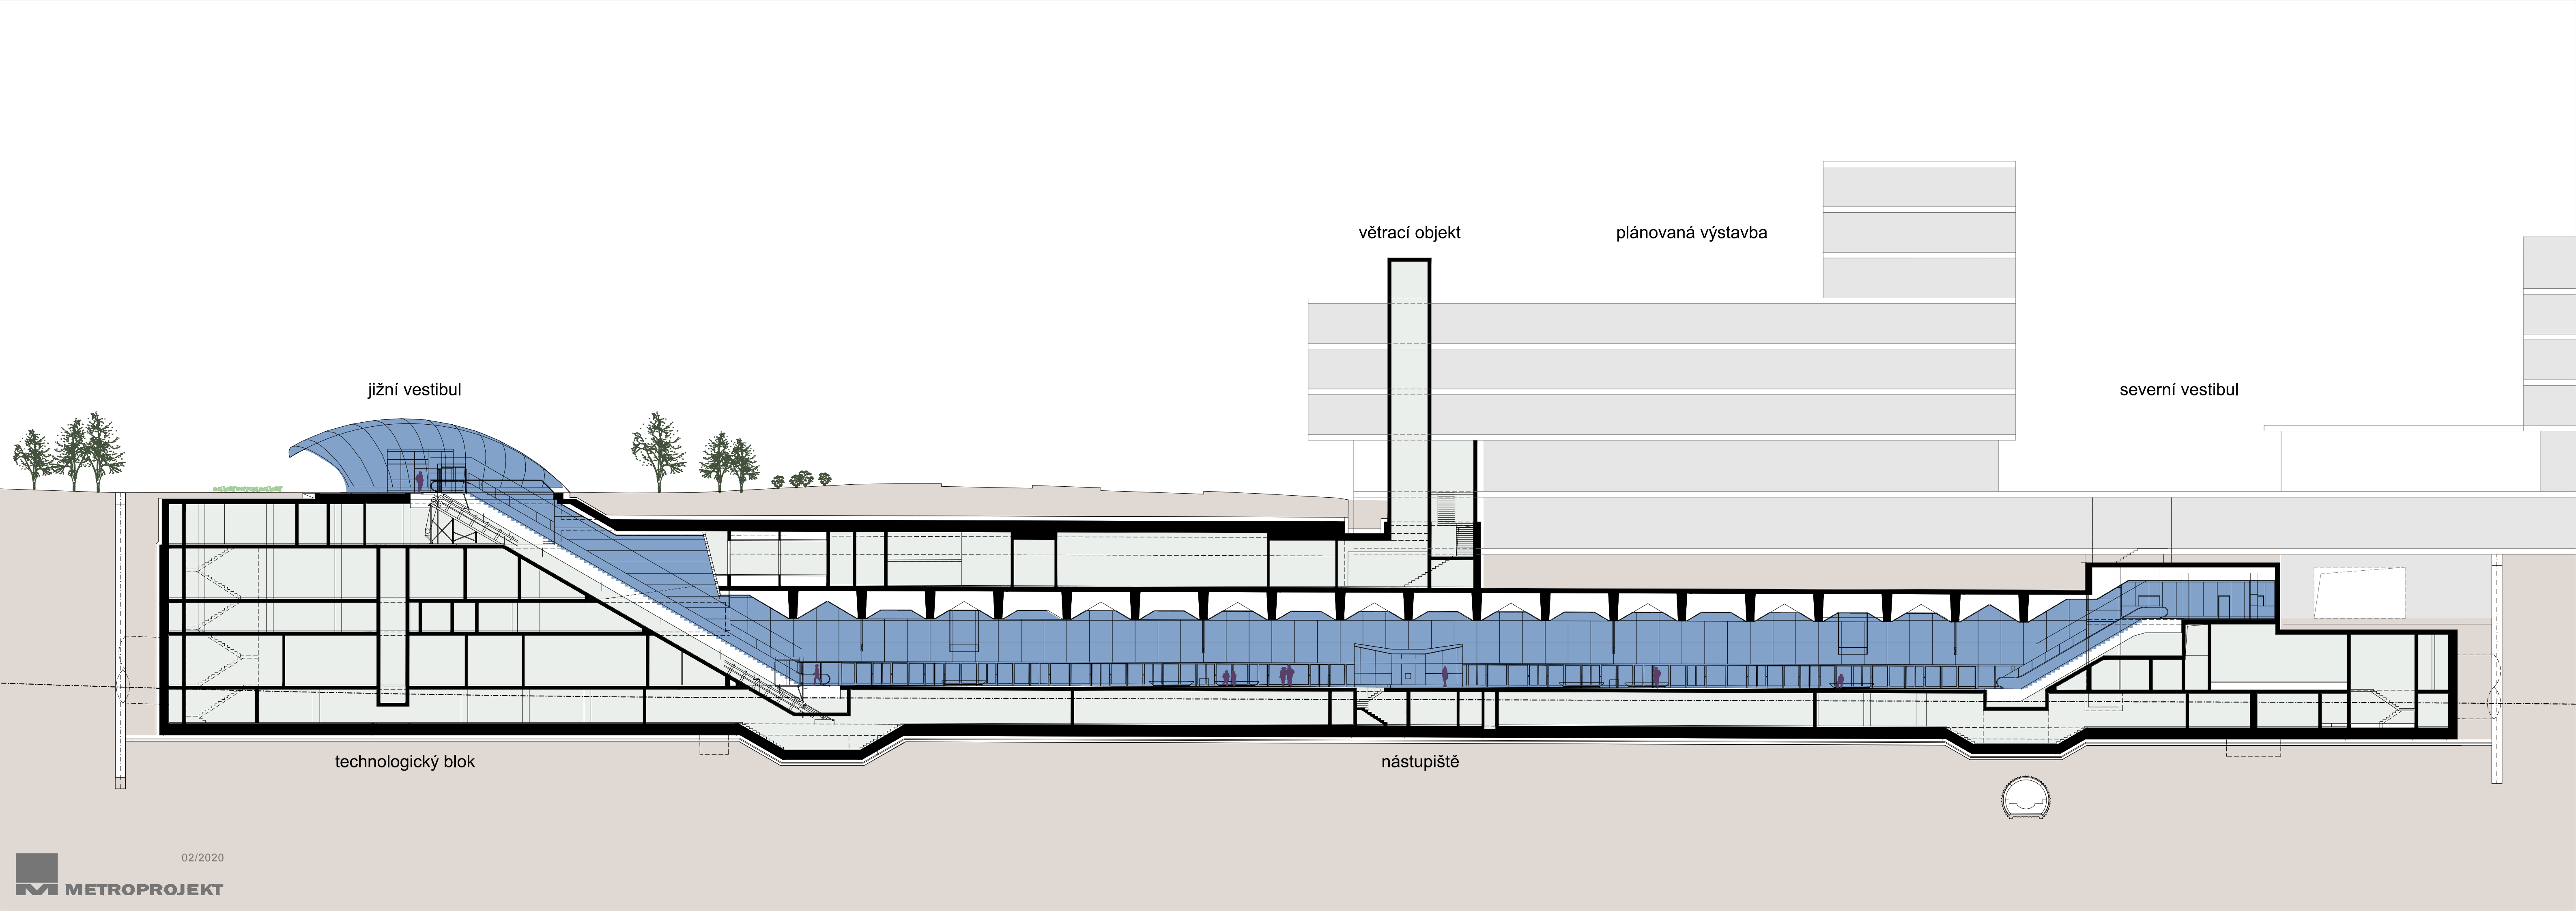 větrací objekt
plánovaná výstavba
jižní vestibul
severní vestibul
technologický blok
nástupiště
02/2020
METROPROJEKT